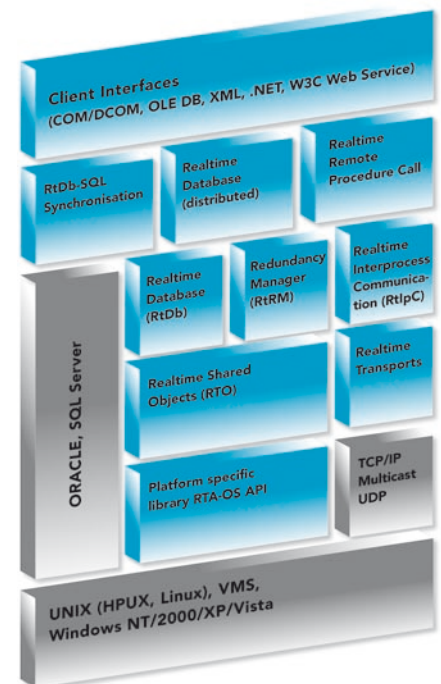 Client Interfaces
(COM/DCOM, OLE DB, XML, .NET, W3C Web Service)
RtDb-SQL
Synchronisation
Realtime
Database
(distributed)
Realtime
Remote
Procedure Call
ORACLE, SQL Server
Realtime
Database
(RtDb)
Redundancy
Manager
(RtRM)
Realtime
Interprocess
Communica-
tion (RtIpC)
Realtime Shared
Objects (RTO)
Realtime
Transports
Platform specific
library RTA-OS API
TCP/IP
Multicast
UDP
UNIX (HPUX, Linux), VMS,
Windows NT/2000/XP/Vista